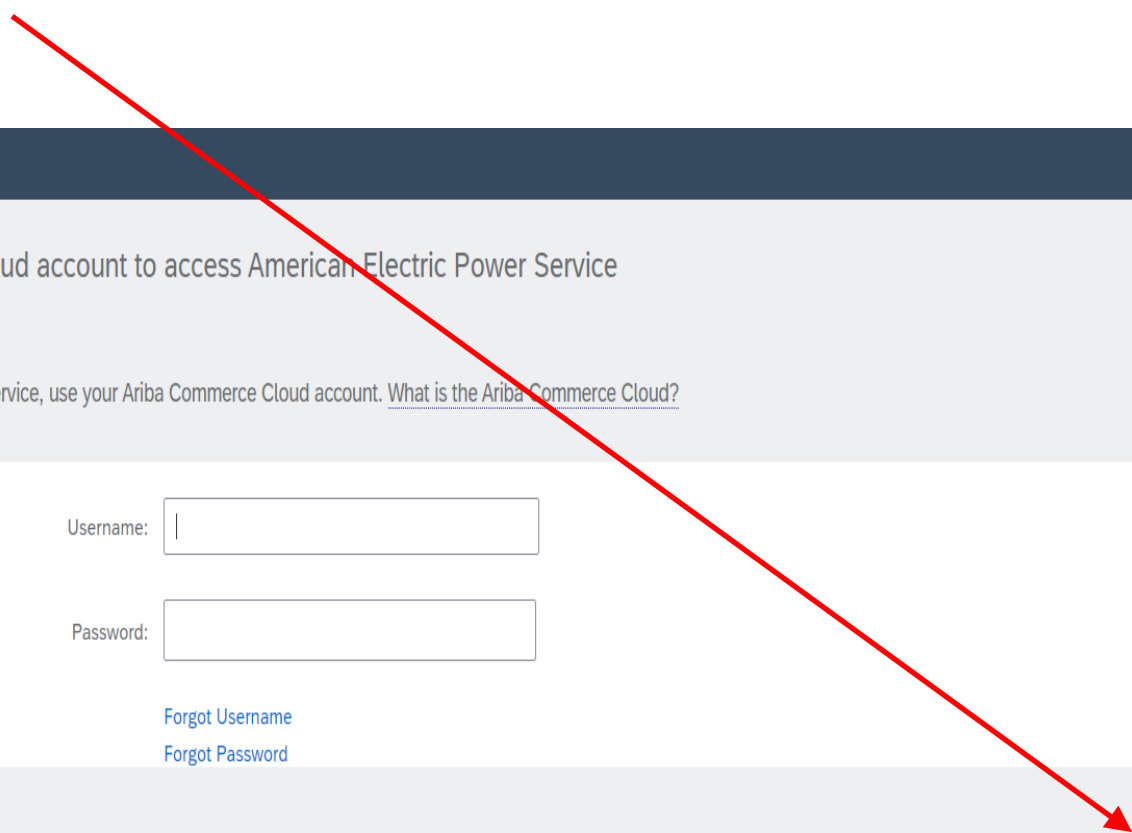 ud account to access American Electric Power Service
rvice, use your Ariba Commerce Cloud account. What is the Ariba Commerce Cloud?
Username:
Password:
Forgot Username
Forgot Password